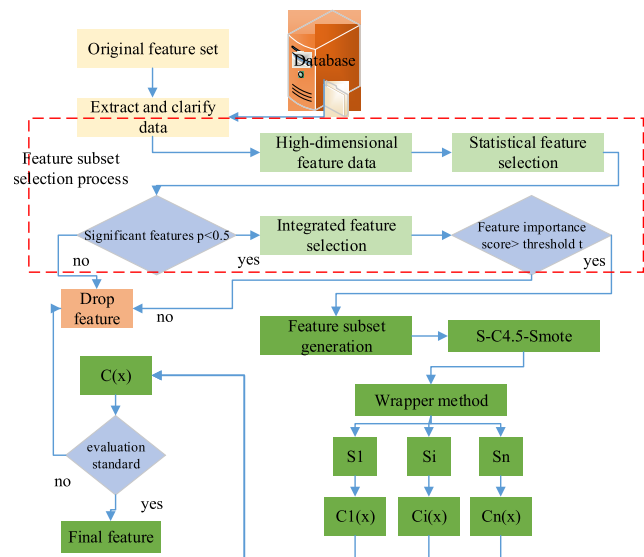 Original feature set
Database
Extract and clarify
data
Feature subset
selection process
High-dimensional
feature data
Statistical feature
selection
Significant features p<0.5
Integrated feature
selection
Feature importance
score> threshold t
no
yes
yes
Drop
feature
no
Feature subset
generation
S-C4.5-Smote
C(x)
Wrapper method
evaluation
standard
S1
Si
Sn
no
yes
C1(x)
Ci(x)
Cn(x)
Final feature